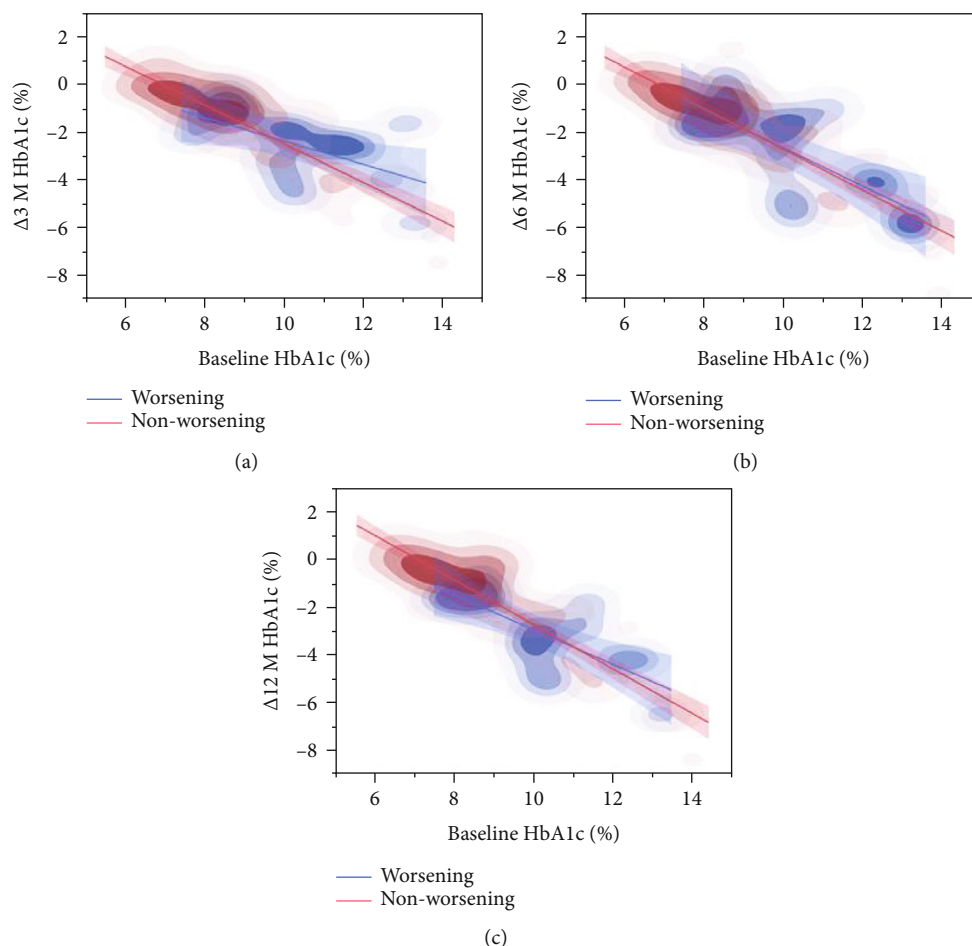 2
0
−2
−4
−6
−8
Δ3 M HbA1c (%)
6 8 10 12 14
Baseline HbA1c (%)
Worsening
Non-worsening
(a)
2
0
−2
−4
−6
−8
Δ6 M HbA1c (%)
6 8 10 12 14
Baseline HbA1c (%)
Worsening
Non-worsening
(b)
2
0
−2
−4
−6
−8
Δ12 M HbA1c (%)
6 8 10 12 14
Baseline HbA1c (%)
Worsening
Non-worsening
(c)